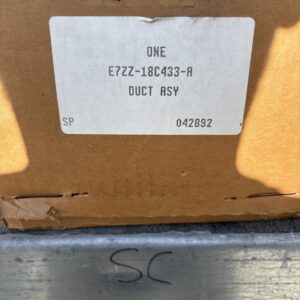 ONE
E7ZZ-18C433-A
DUCT ASY
SP 042892
SC